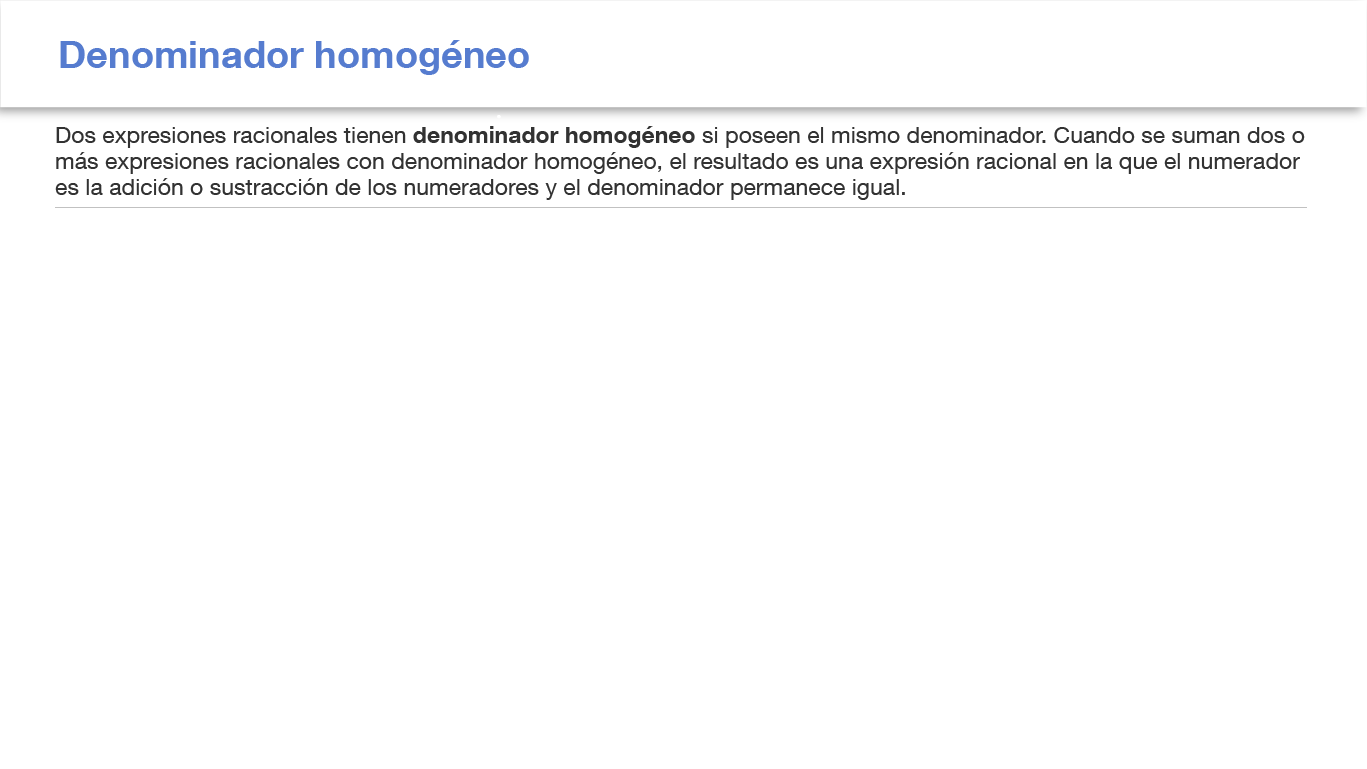 Denominador homogéneo
Dos expresiones racionales tienen denominador homogéneo si poseen el mismo denominador. Cuando se suman dos o
más expresiones racionales con denominador homogéneo, el resultado es una expresión racional en la que el numerador
es la adición o sustracción de los numeradores y el denominador permanece igual.